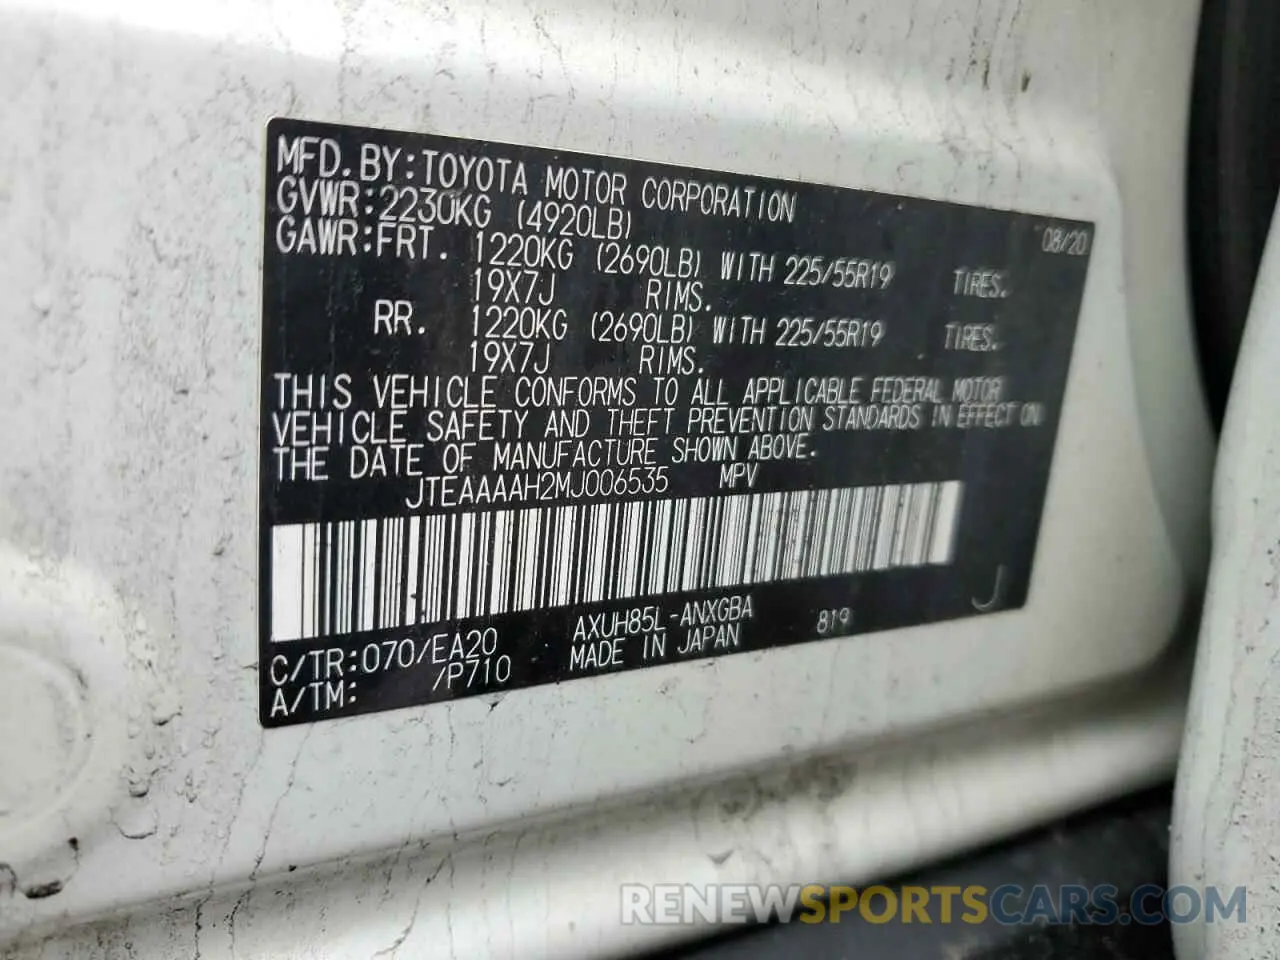 MFD.BY:TOYOTA MOTOR CORPORATION 08/20
GVWR:2230KG (4920LB)
GAWR:FRT. 1220KG (2690LB) WITH 225/55R19 TIRES.
19X7J RIMS.
RR. 1220KG (2690LB) WITH 225/55R19 TIRES.
19X7J RIMS.
THIS VEHICLE CONFORMS TO ALL APPLICABLE FEDERAL MOTOR
VEHICLE SAFETY AND THEFT PREVENTION STANDARDS IN EFFECT ON
THE DATE OF MANUFACTURE SHOWN ABOVE.
JTEAAAAH2MJ006535 MPV
C/TR:070/EA20 AXUH85L-ANXGBA 819 J
A/TM: /P710 MADE IN JAPAN
RENEWSPORTSCARS.COM